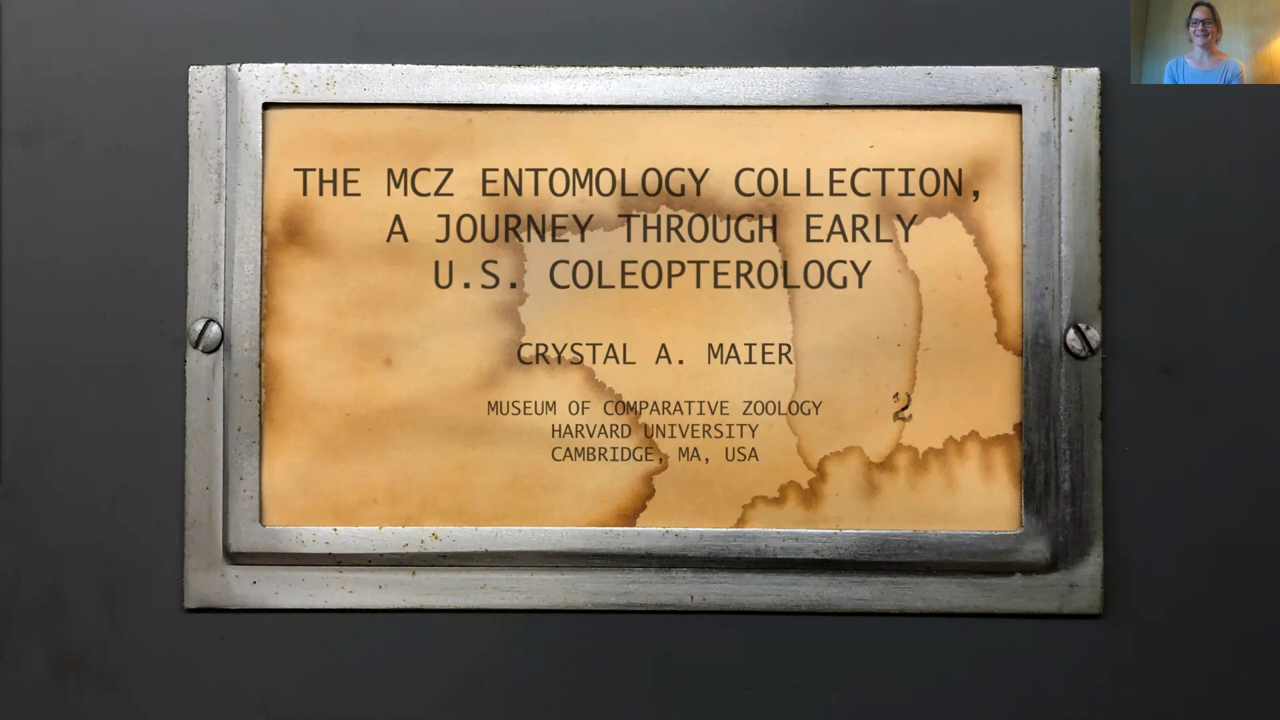 THE MCZ ENTOMOLOGY COLLECTION,
A JOURNEY THROUGH EARLY
U.S. COLEOPTEROLOGY
CRYSTAL A. MAIER
MUSEUM OF COMPARATIVE ZOOLOGY
2
HARVARD UNIVERSITY
CAMBRIDGE, MA, USA